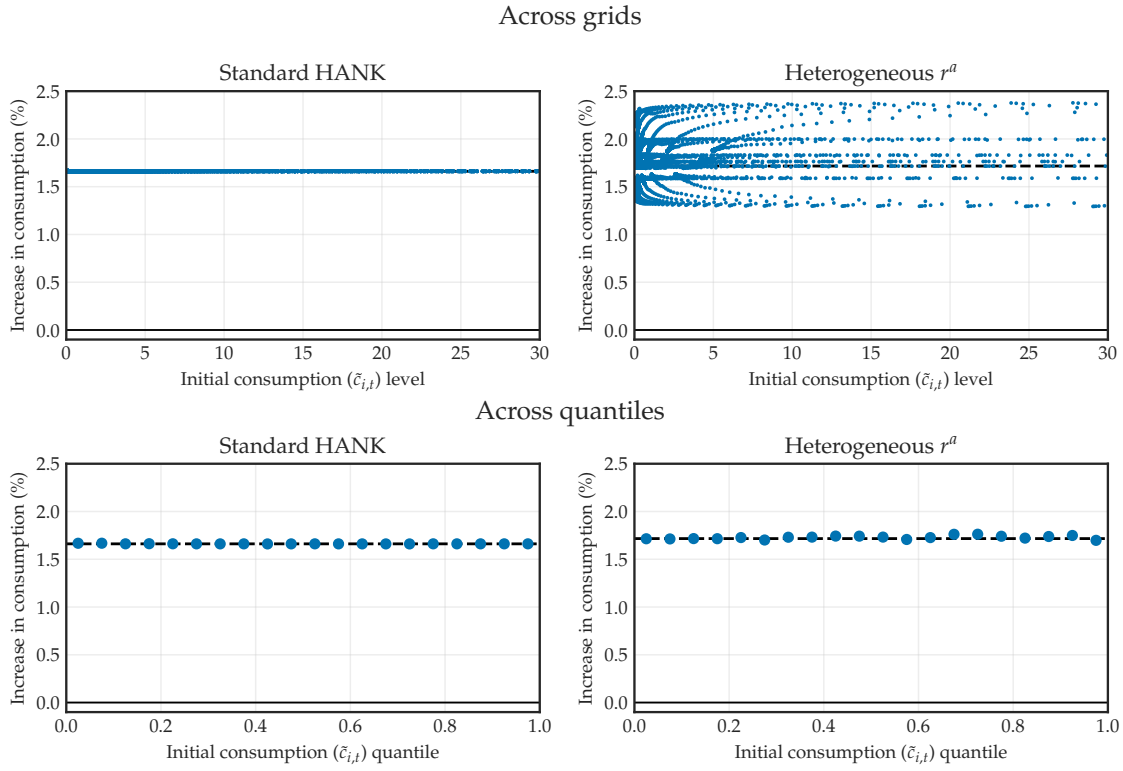 Across grids
Standard HANK
Increase in consumption (%)
2.5
2.0
1.5
1.0
0.5
0.0
0 5 10 15 20 25 30
Initial consumption (c̃i,t) level
Heterogeneous rᵃ
Increase in consumption (%)
2.5
2.0
1.5
1.0
0.5
0.0
0 5 10 15 20 25 30
Initial consumption (c̃i,t) level
Across quantiles
Standard HANK
Increase in consumption (%)
2.5
2.0
1.5
1.0
0.5
0.0
0.0 0.2 0.4 0.6 0.8 1.0
Initial consumption (c̃i,t) quantile
Heterogeneous rᵃ
Increase in consumption (%)
2.5
2.0
1.5
1.0
0.5
0.0
0.0 0.2 0.4 0.6 0.8 1.0
Initial consumption (c̃i,t) quantile